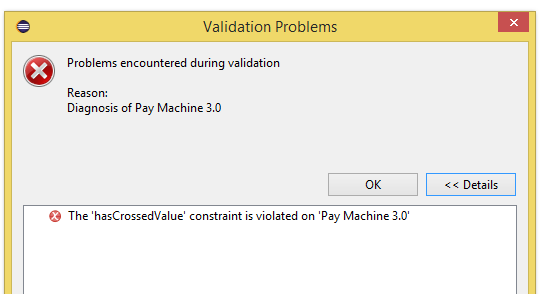 Validation Problems
Problems encountered during validation
Reason:
Diagnosis of Pay Machine 3.0
OK
<< Details
The 'hasCrossedValue' constraint is violated on 'Pay Machine 3.0'